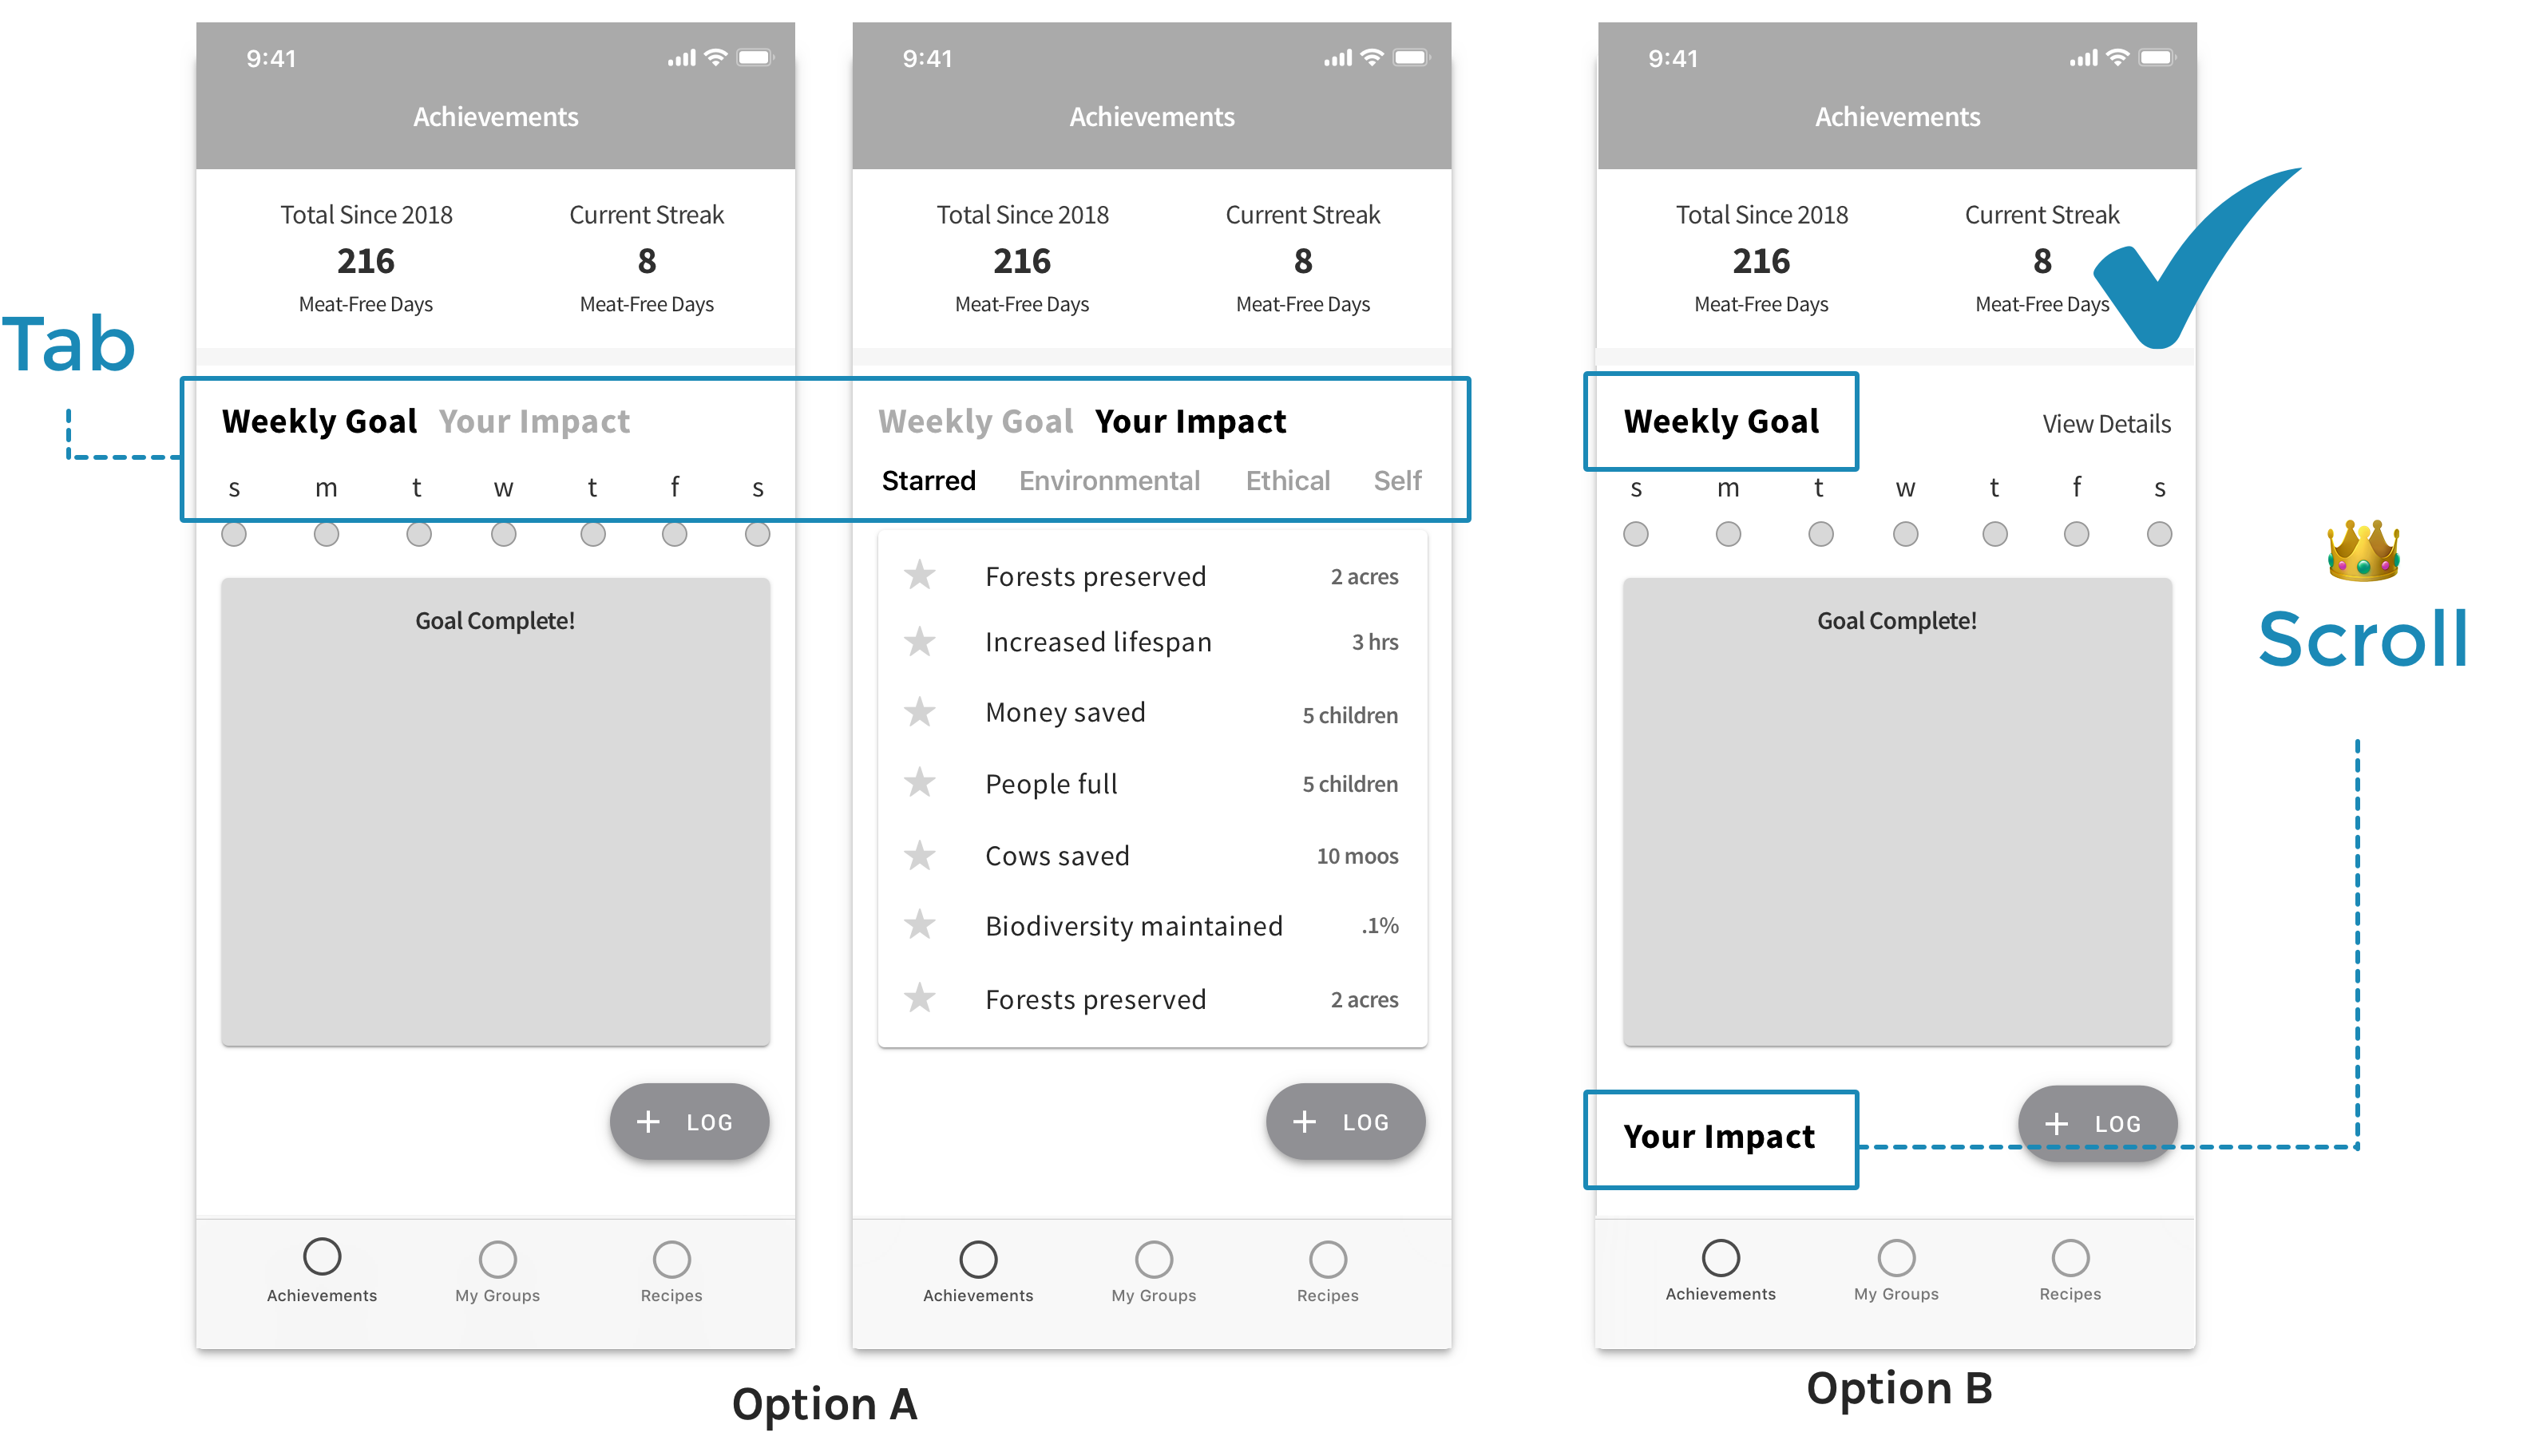 Tab
9:41
Achievements
Total Since 2018 Current Streak
216 8
Meat-Free Days Meat-Free Days
Weekly Goal Your Impact
s m t w t f s
Goal Complete!
+ LOG
Achievements My Groups Recipes
9:41
Achievements
Total Since 2018 Current Streak
216 8
Meat-Free Days Meat-Free Days
Weekly Goal Your Impact
Starred Environmental Ethical Self
Forests preserved 2 acres
Increased lifespan 3 hrs
Money saved 5 children
People full 5 children
Cows saved 10 moos
Biodiversity maintained .1%
Forests preserved 2 acres
+ LOG
Achievements My Groups Recipes
Option A
9:41
Achievements
Total Since 2018 Current Streak
216 8
Meat-Free Days Meat-Free Days
Weekly Goal View Details
s m t w t f s
Goal Complete!
Your Impact + LOG
Achievements My Groups Recipes
Option B
Scroll